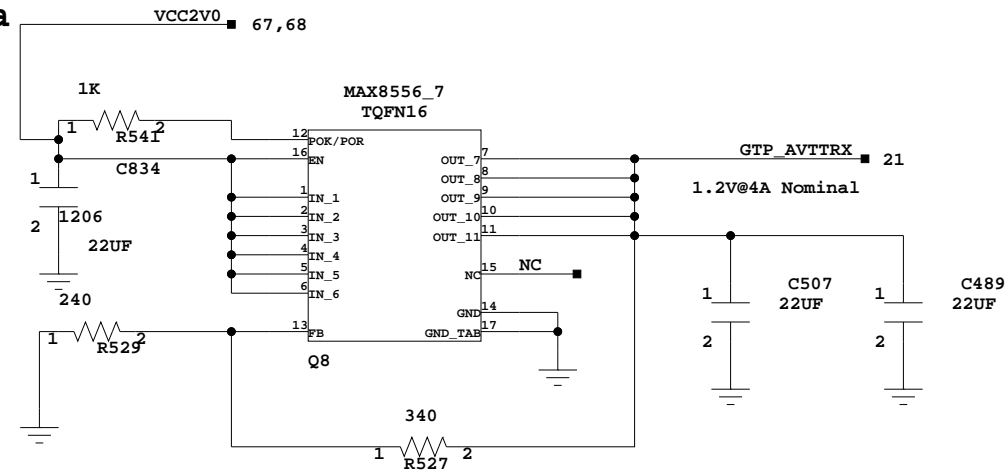 a
VCC2V0
67,68
1K
1
2
R541
MAX8556_7
TQFN16
12
POK/POR
16
EN
C834
1
1206
2
22UF
1
IN_1
2
IN_2
3
IN_3
4
IN_4
5
IN_5
6
IN_6
13
FB
OUT_7
7
OUT_8
8
OUT_9
9
OUT_10
10
OUT_11
11
NC
15
NC
GND
14
GND_TAB
17
Q8
GTP_AVTTRX
21
1.2V@4A Nominal
C507
22UF
1
2
C489
22UF
1
2
240
1
2
R529
340
1
2
R527